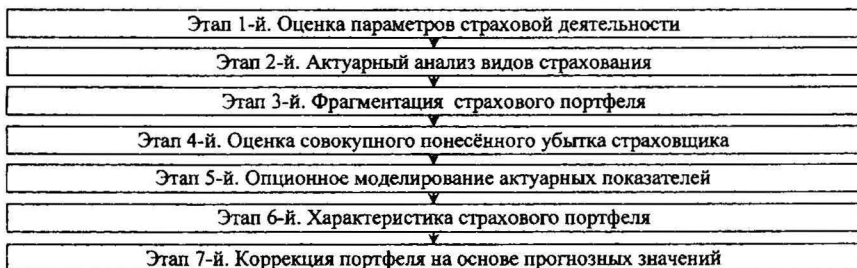 Этап 1-й. Оценка параметров страховой деятельности
Этап 2-й. Актуарный анализ видов страхования
Этап 3-й. Фрагментация страхового портфеля
Этап 4-й. Оценка совокупного понесённого убытка страховщика
Этап 5-й. Опционное моделирование актуарных показателей
Этап 6-й. Характеристика страхового портфеля
Этап 7-й. Коррекция портфеля на основе прогнозных значений